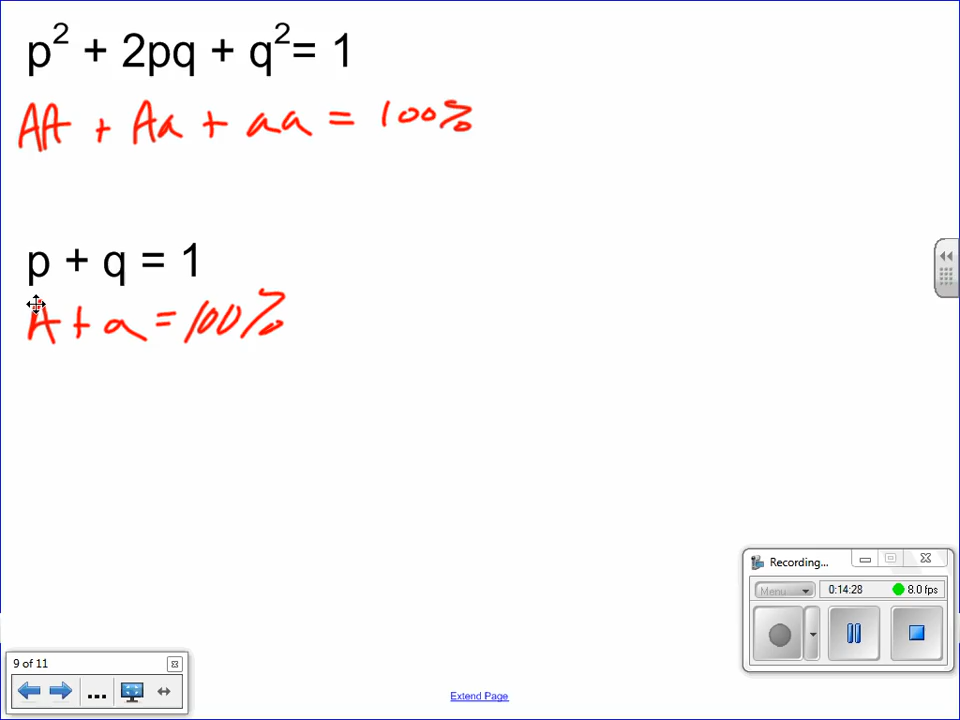 p² + 2pq + q² = 1
AA + Aa + aa = 100%
p + q = 1
A + a = 100%
Recording...
Menu
0:14:28
8.0 fps
9 of 11
...
Extend Page